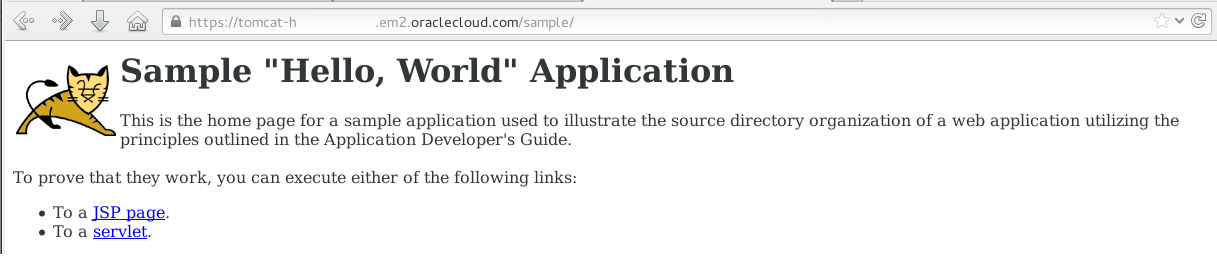 https://tomcat-h .em2.oraclecloud.com/sample/
Sample "Hello, World" Application
This is the home page for a sample application used to illustrate the source directory organization of a web application utilizing the
principles outlined in the Application Developer's Guide.
To prove that they work, you can execute either of the following links:
• To a JSP page.
• To a servlet.